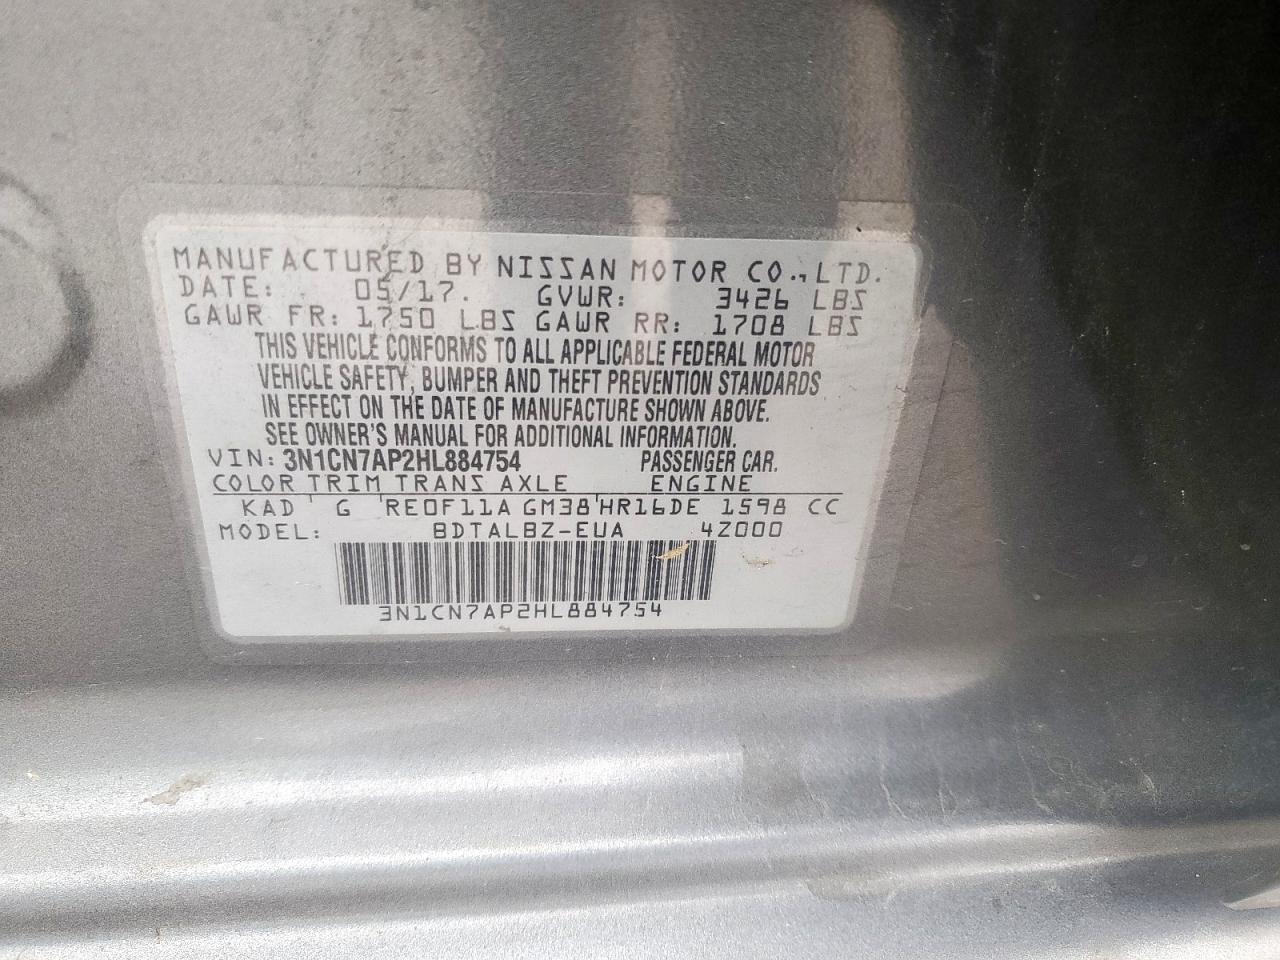 MANUFACTURED BY NISSAN MOTOR CO., LTD.
DATE: 05/17. GVWR: 3426 LBS
GAWR FR: 1750 LBS GAWR RR: 1708 LBS
THIS VEHICLE CONFORMS TO ALL APPLICABLE FEDERAL MOTOR
VEHICLE SAFETY, BUMPER AND THEFT PREVENTION STANDARDS
IN EFFECT ON THE DATE OF MANUFACTURE SHOWN ABOVE.
SEE OWNER'S MANUAL FOR ADDITIONAL INFORMATION.
VIN: 3N1CN7AP2HL884754 PASSENGER CAR.
COLOR TRIM TRANS AXLE ENGINE
KAD G RE0F11A GM38 HR16DE 1598 CC
MODEL: BDTALBZ-EUA 4Z000
3N1CN7AP2HL884754